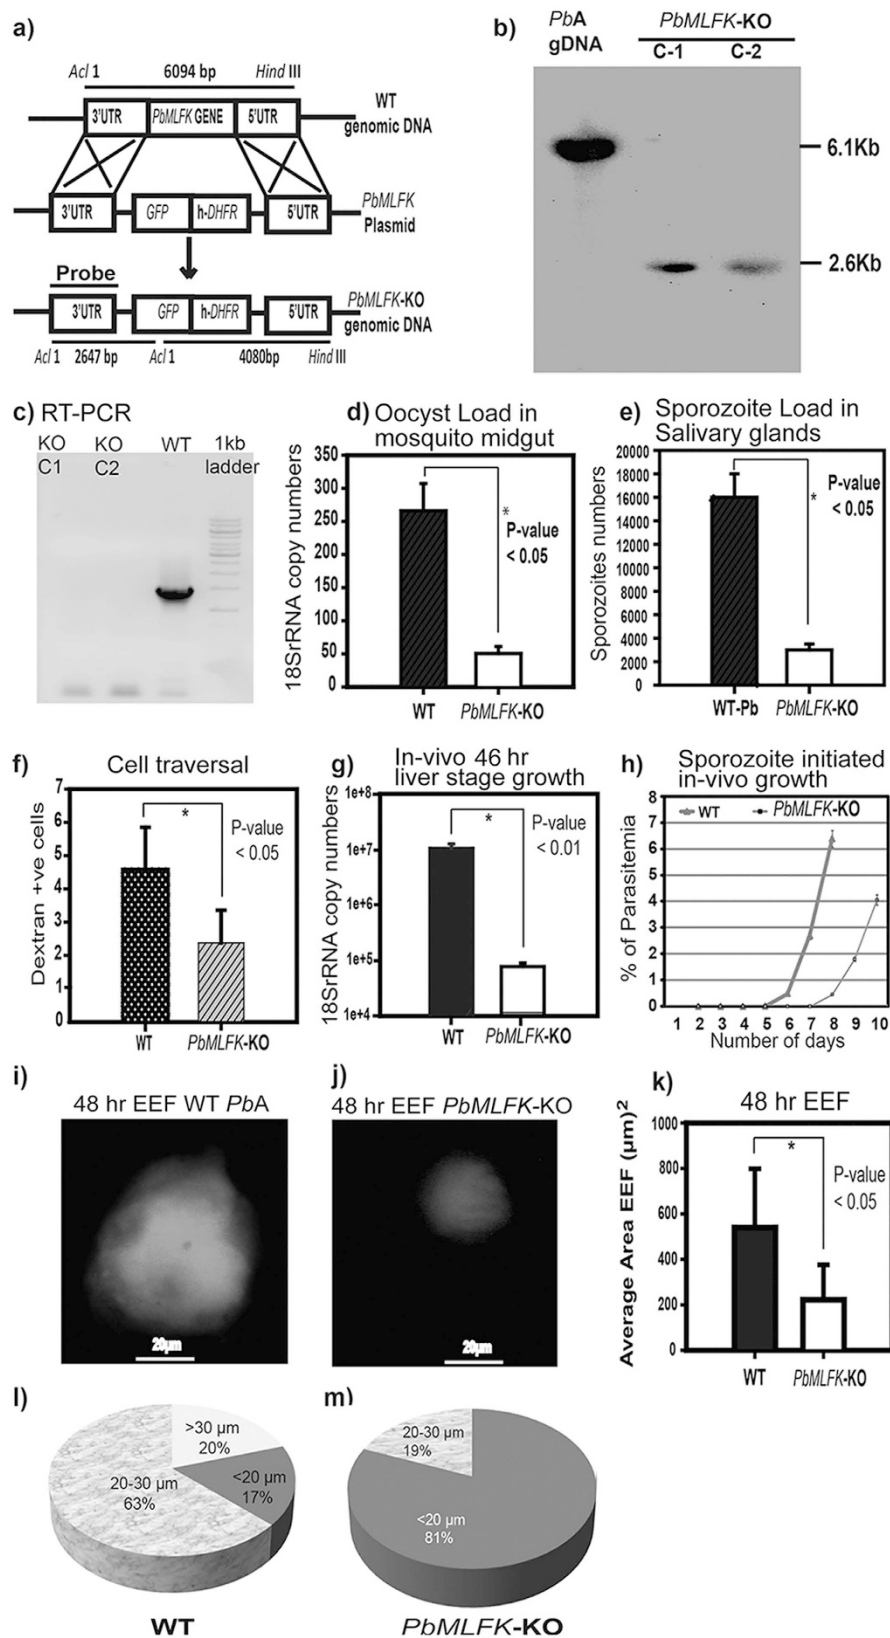 a)
Acl 1 6094 bp Hind III
3'UTR PbMLFK GENE 5'UTR
WT
genomic DNA
3'UTR GFP h-DHFR 5'UTR
PbMLFK
Plasmid
Probe
3'UTR GFP h-DHFR 5'UTR
PbMLFK-KO
genomic DNA
Acl 1 2647 bp Acl 1 4080bp Hind III
b)
PbA
gDNA
PbMLFK-KO
C-1 C-2
6.1Kb
2.6Kb
c) RT-PCR
KO KO WT 1kb
C1 C2 ladder
d) Oocyst Load in
mosquito midgut
18SrRNA copy numbers
350
300
250
200
150
100
50
0
*
P-value
< 0.05
WT PbMLFK-KO
e) Sporozoite Load in
Salivary glands
Sporozoites numbers
20000
18000
16000
14000
12000
10000
8000
6000
4000
2000
0
P-value
* < 0.05
WT-Pb PbMLFK-KO
f) Cell traversal
Dextran +ve cells
7
6
5
4
3
2
1
0
*
P-value
< 0.05
WT PbMLFK-KO
g) In-vivo 46 hr
liver stage growth
18SrRNA copy numbers
1e+8
1e+7
1e+6
1e+5
1e+4
*
P-value
< 0.01
WT PbMLFK-KO
h) Sporozoite initiated
in-vivo growth
% of Parasitemia
8
7
6
5
4
3
2
1
0
WT PbMLFK-KO
1 2 3 4 5 6 7 8 9 10
Number of days
i)
48 hr EEF WT PbA
20µm
j)
48 hr EEF PbMLFK-KO
20µm
k)
48 hr EEF
Average Area EEF (µm)²
1000
800
600
400
200
0
*
P-value
< 0.05
WT PbMLFK-KO
l)
>30 µm
20%
20-30 µm
63%
<20 µm
17%
WT
m)
20-30 µm
19%
<20 µm
81%
PbMLFK-KO